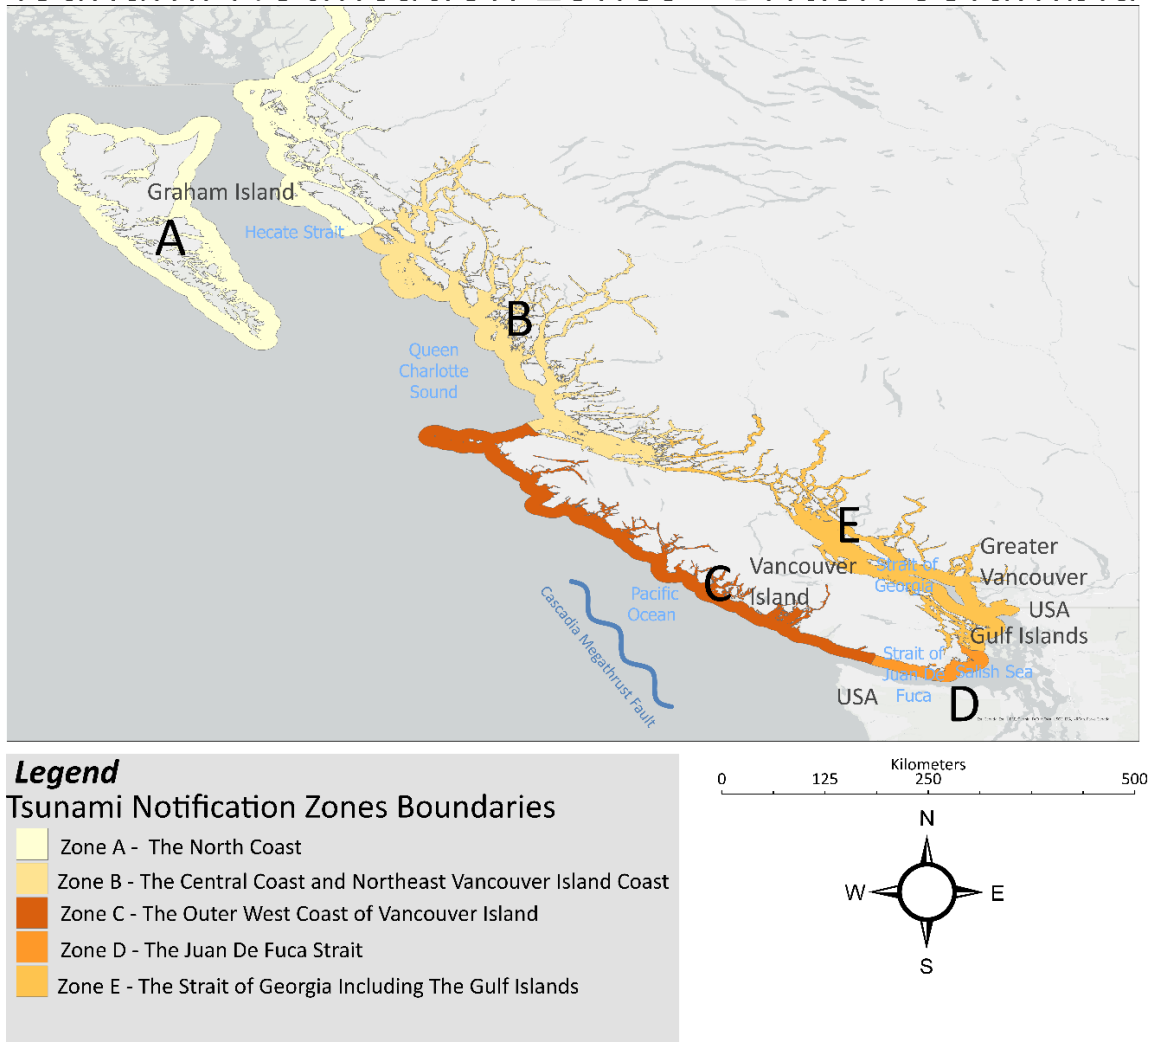 Graham Island
A
Hecate Strait
B
Queen
Charlotte
Sound
E
Greater
Vancouver
Strait of
Georgia
C
Vancouver
Island
USA
Pacific
Ocean
Gulf Islands
Cascadia Megathrust Fault
Strait of
Juan De
Fuca
Salish Sea
USA
D
Legend
Tsunami Notification Zones Boundaries
Zone A - The North Coast
Zone B - The Central Coast and Northeast Vancouver Island Coast
Zone C - The Outer West Coast of Vancouver Island
Zone D - The Juan De Fuca Strait
Zone E - The Strait of Georgia Including The Gulf Islands
Kilometers
0 125 250 500
N
W E
S